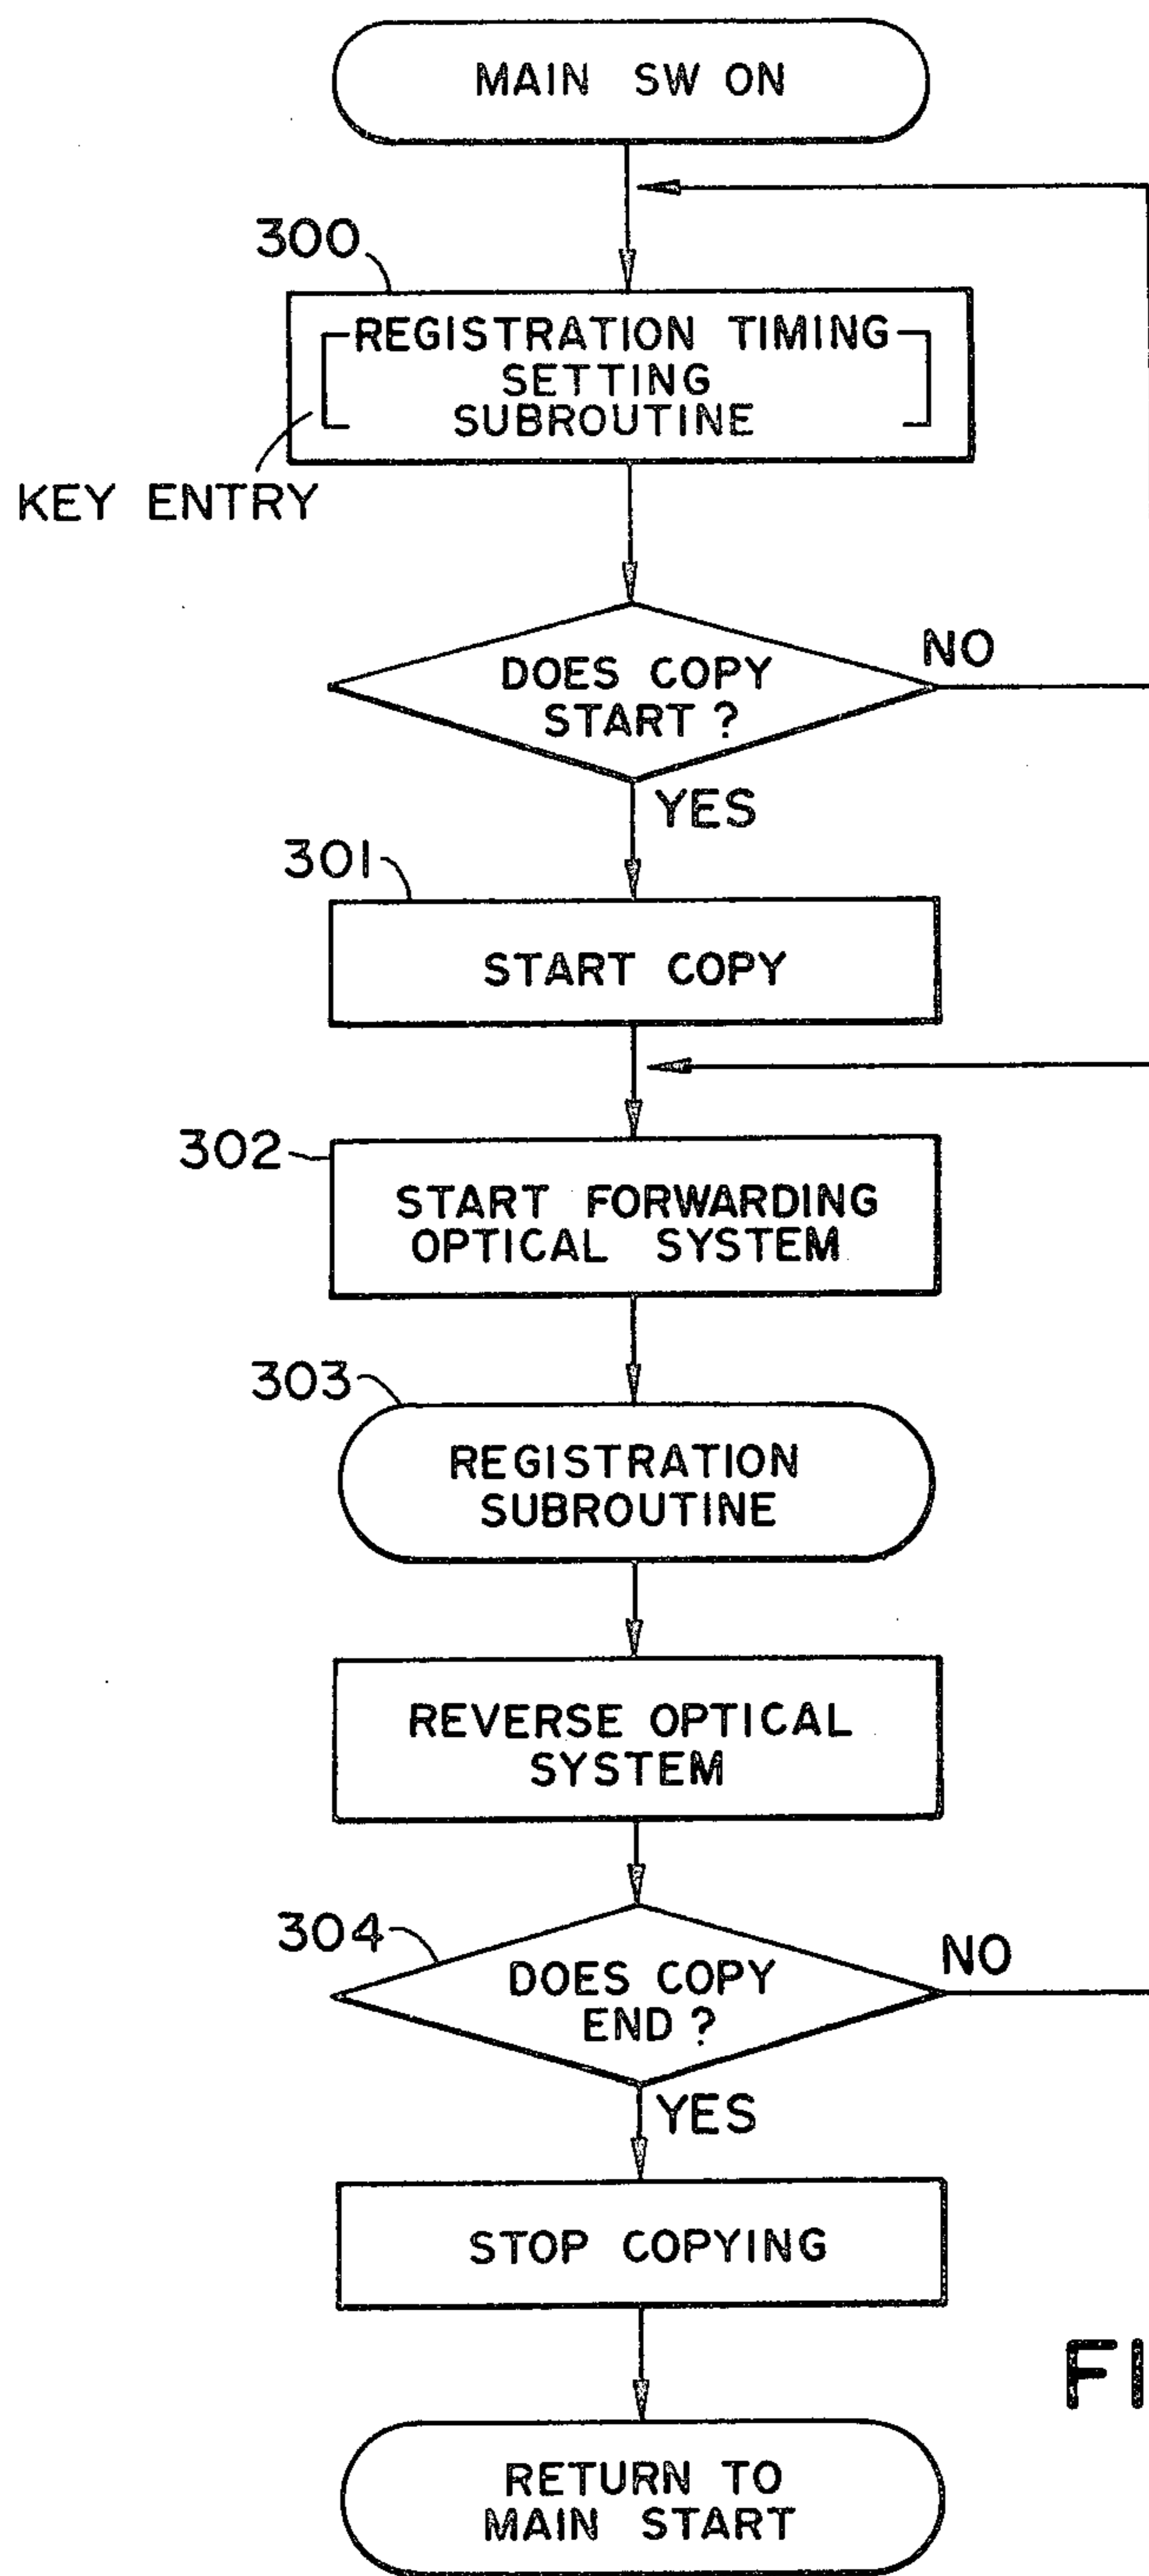 MAIN SW ON
300
REGISTRATION TIMING
SETTING
SUBROUTINE
KEY ENTRY
DOES COPY
START ?
NO
YES
301
START COPY
302
START FORWARDING
OPTICAL SYSTEM
303
REGISTRATION
SUBROUTINE
REVERSE OPTICAL
SYSTEM
304
DOES COPY
END ?
NO
YES
STOP COPYING
FI
RETURN TO
MAIN START